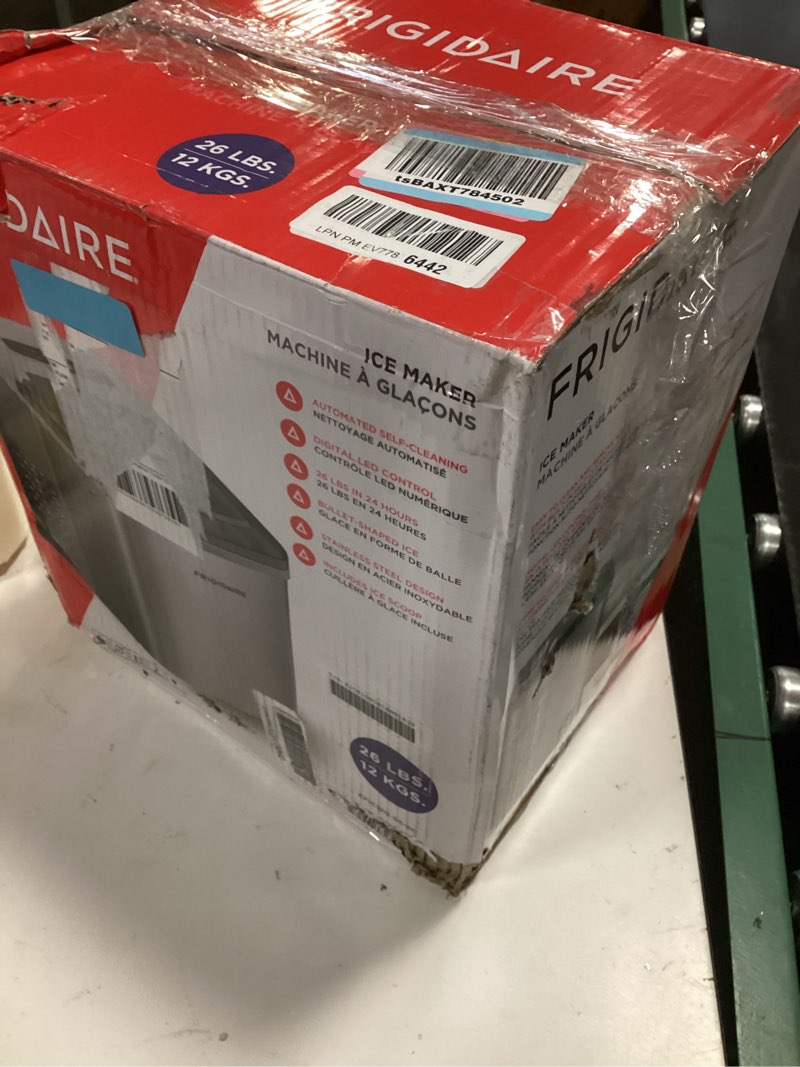 FRIGIDAIRE
26 LBS.
12 KGS.
tsBAXT784502
LPN PM EV778 6442
DAIRE
ICE MAKER
MACHINE À GLAÇONS
AUTOMATED SELF-CLEANING
NETTOYAGE AUTOMATISÉ
DIGITAL LED CONTROL
CONTRÔLE LED NUMÉRIQUE
26 LBS IN 24 HOURS
26 LBS EN 24 HEURES
BULLET-SHAPED ICE
GLACE EN FORME DE BALLE
STAINLESS STEEL DESIGN
DESIGN EN ACIER INOXYDABLE
INCLUDES ICE SCOOP
CUILLÈRE À GLACE INCLUSE
FRIGIDAIRE
26 LBS.
12 KGS.
FRIGIDAI
ICE MAKER
MACHINE À GLAÇONS